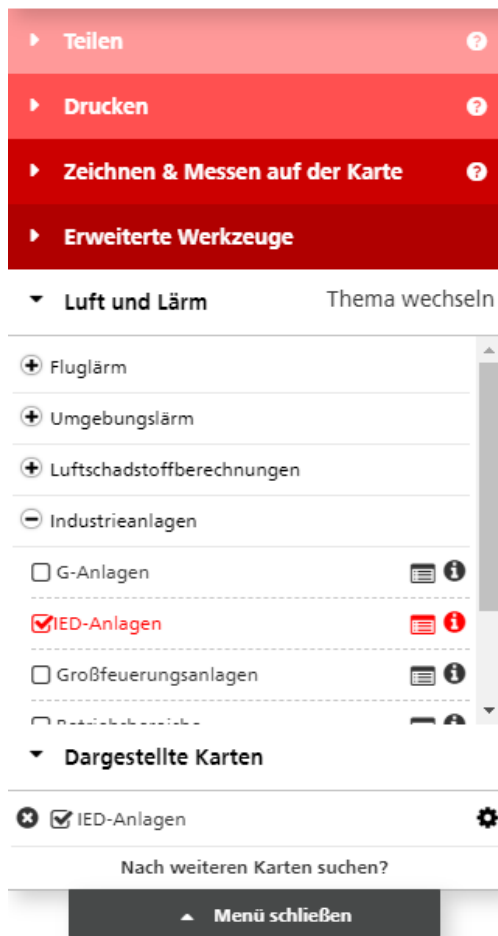 Teilen
Drucken
Zeichnen & Messen auf der Karte
Erweiterte Werkzeuge
Luft und Lärm Thema wechseln
Fluglärm
Umgebungslärm
Luftschadstoffberechnungen
Industrieanlagen
G-Anlagen
IED-Anlagen
Großfeuerungsanlagen
Dargestellte Karten
IED-Anlagen
Nach weiteren Karten suchen?
Menü schließen